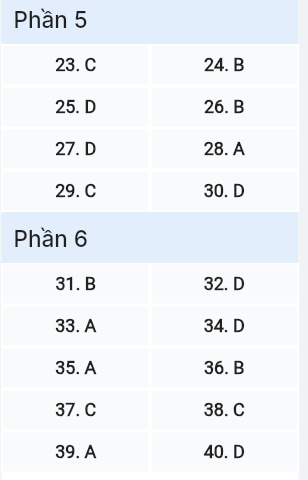 Phần 5
23. C 24. B
25. D 26. B
27. D 28. A
29. C 30. D
Phần 6
31. B 32. D
33. A 34. D
35. A 36. B
37. C 38. C
39. A 40. D